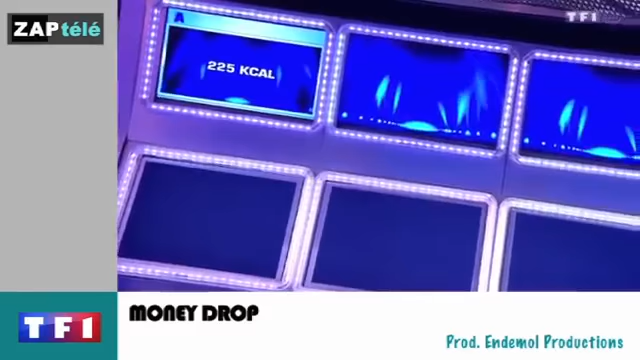 ZAPtélé
TF1
A
225 KCAL
TF1
MONEY DROP
Prod. Endemol Productions